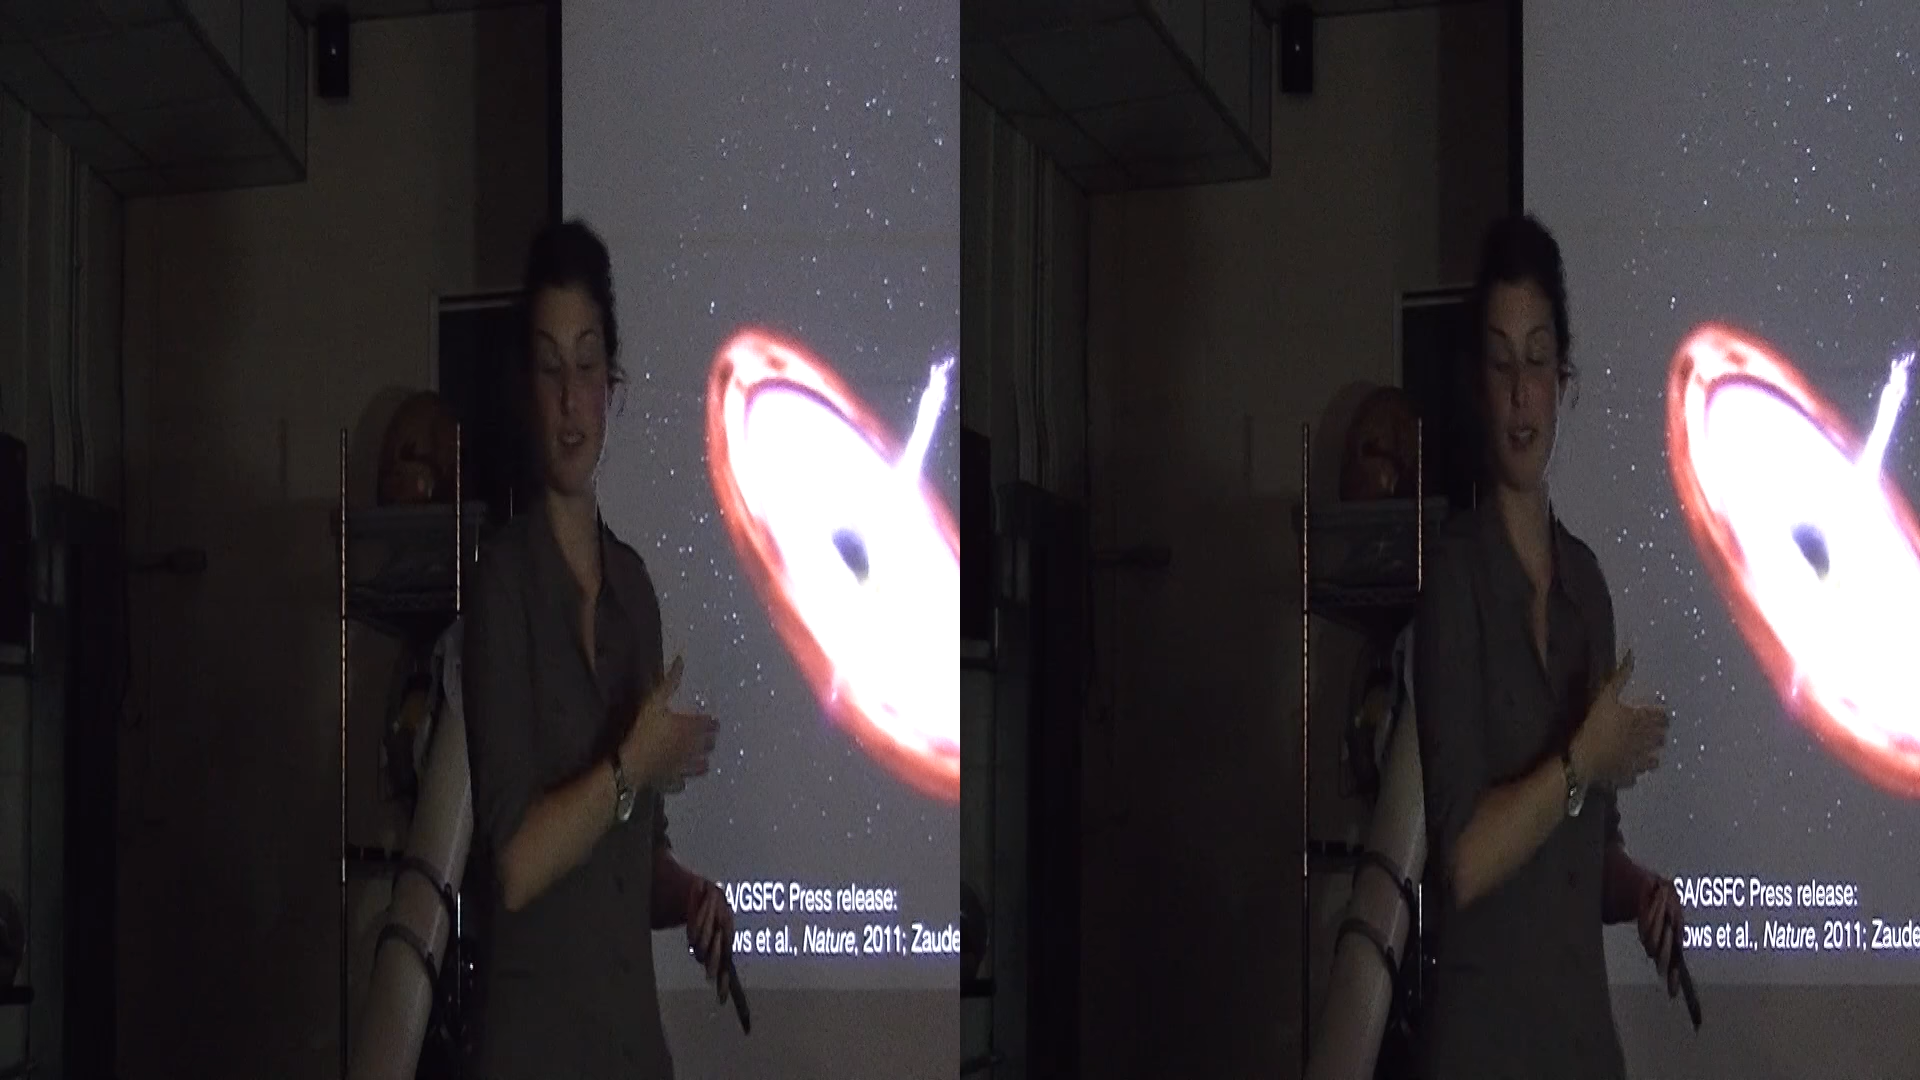 SA/GSFC Press release:
ows et al., Nature, 2011; Zaude